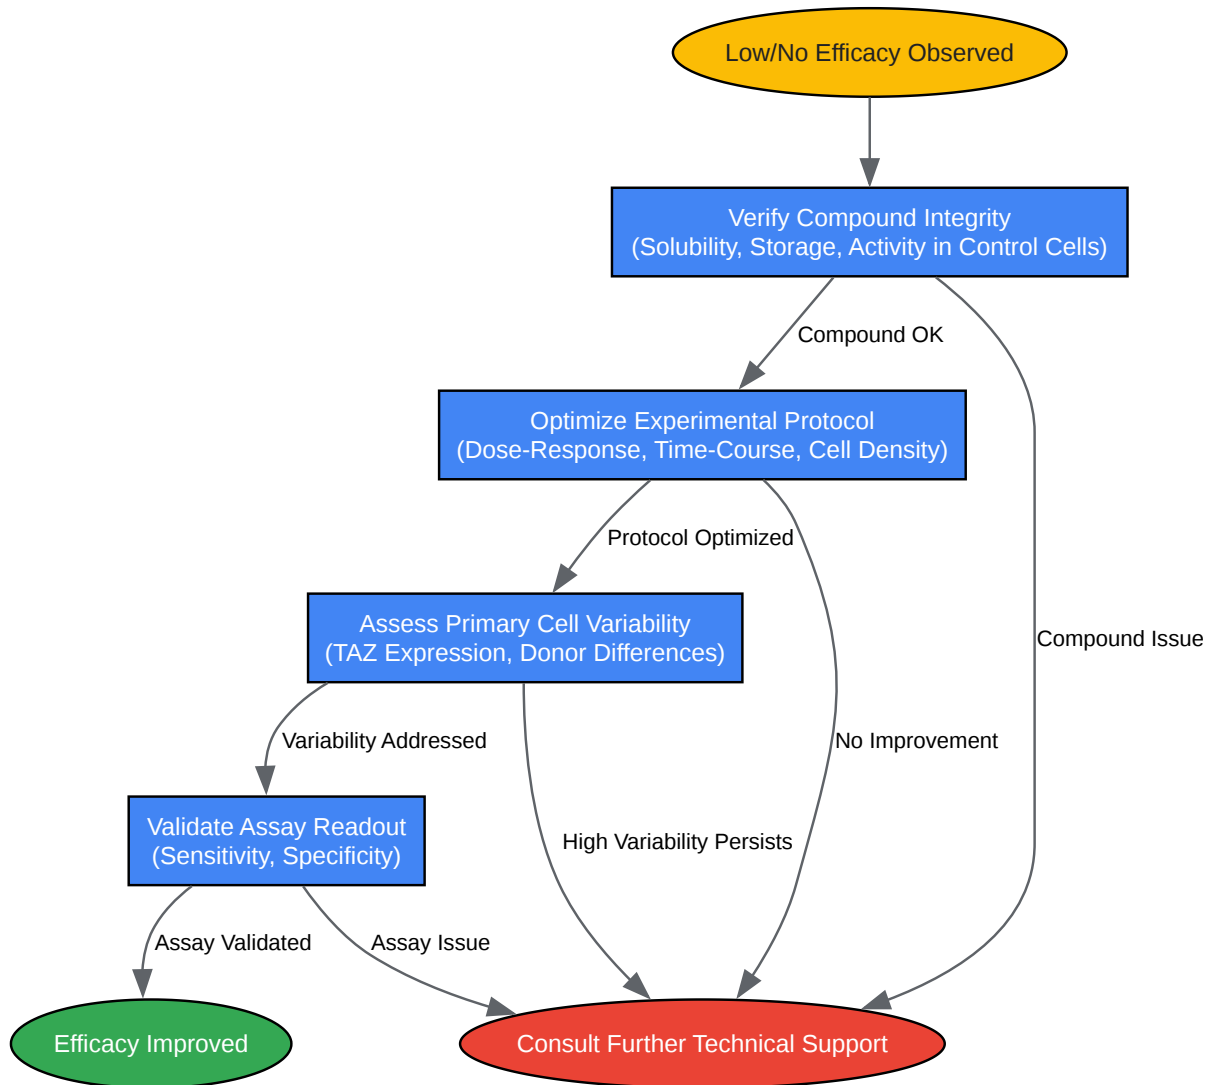 Low/No Efficacy Observed
Verify Compound Integrity
(Solubility, Storage, Activity in Control Cells)
Compound OK
Optimize Experimental Protocol
(Dose-Response, Time-Course, Cell Density)
Protocol Optimized
Assess Primary Cell Variability
(TAZ Expression, Donor Differences)
Compound Issue
Variability Addressed
No Improvement
Validate Assay Readout
(Sensitivity, Specificity)
High Variability Persists
Assay Validated
Assay Issue
Efficacy Improved
Consult Further Technical Support